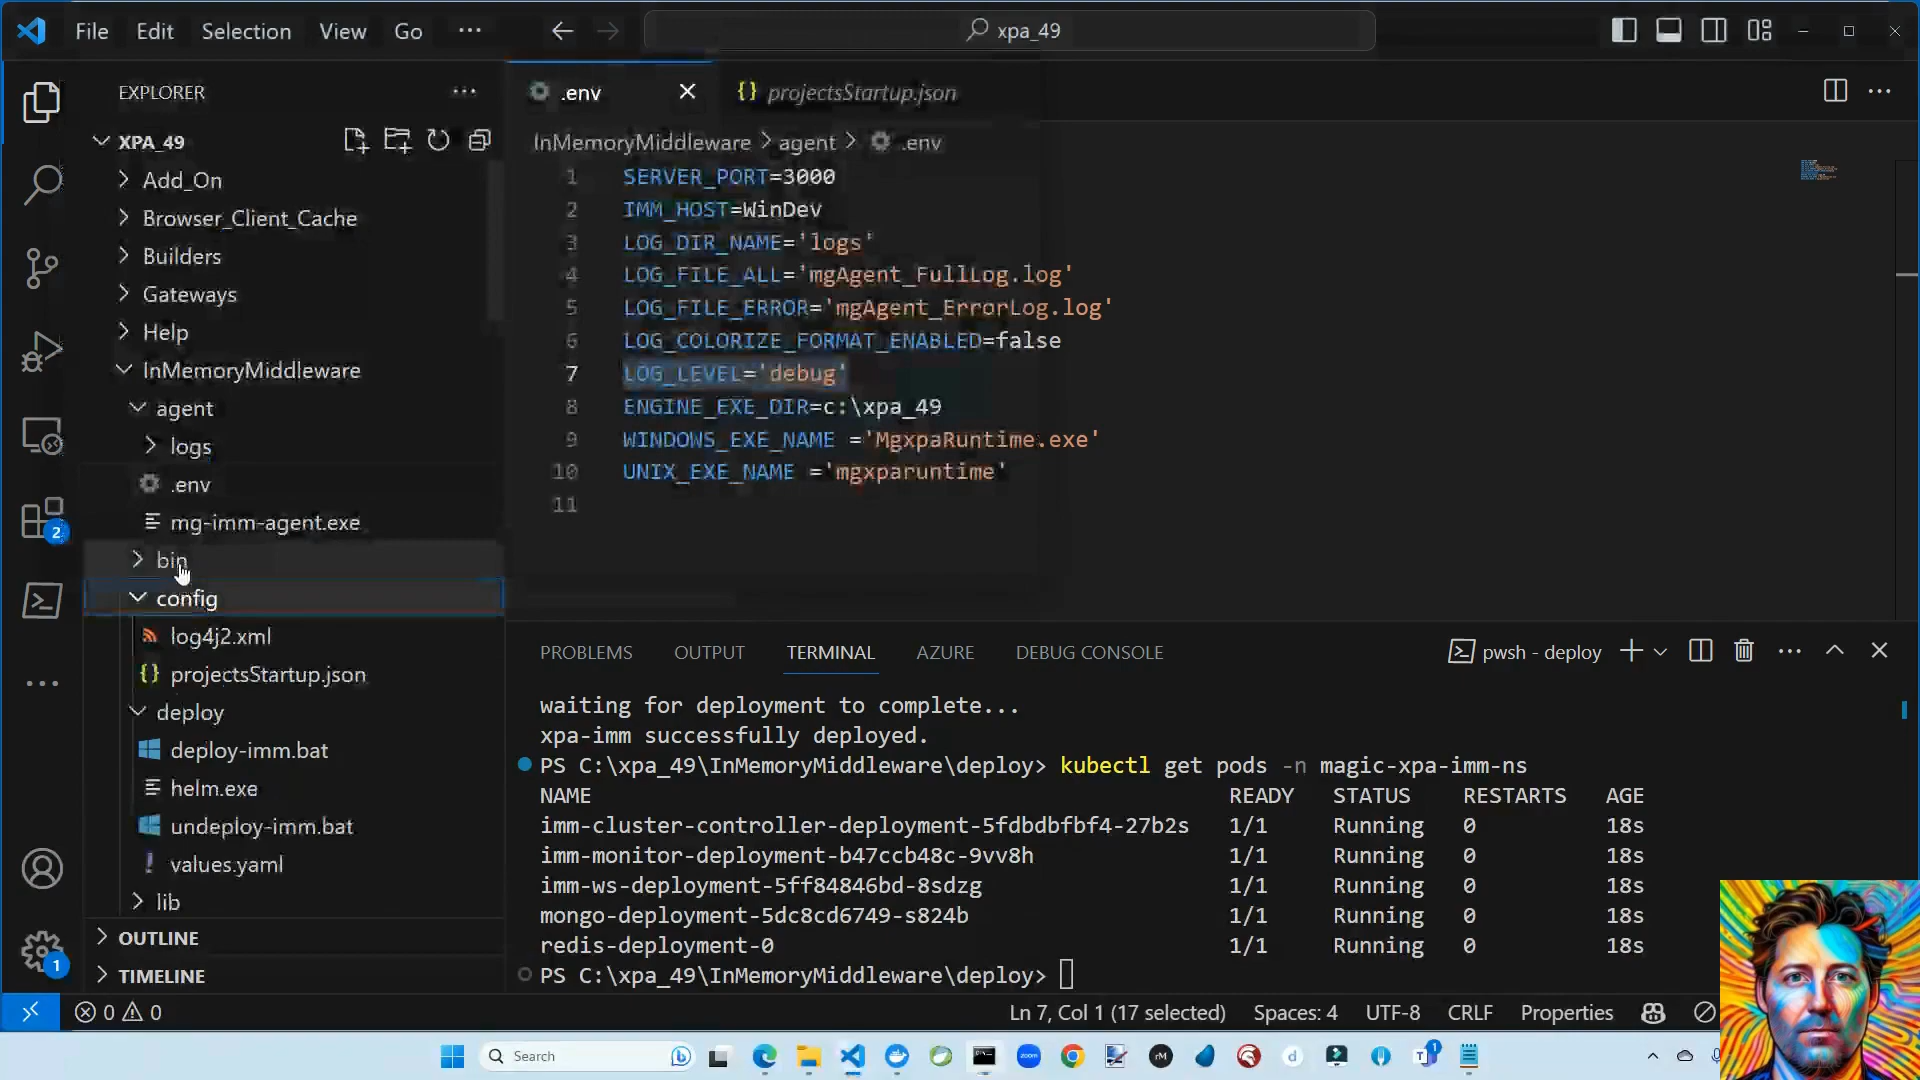 File Edit Selection View Go ··· xpa_49
EXPLORER
XPA_49
Add_On
Browser_Client_Cache
Builders
Gateways
Help
InMemoryMiddleware
agent
logs
.env
mg-imm-agent.exe
bin
config
log4j2.xml
projectsStartup.json
deploy
deploy-imm.bat
helm.exe
undeploy-imm.bat
values.yaml
lib
OUTLINE
TIMELINE
2
1
.env projectsStartup.json
InMemoryMiddleware > agent > .env
1 SERVER_PORT=3000
2 IMM_HOST=WinDev
3 LOG_DIR_NAME='logs'
4 LOG_FILE_ALL='mgAgent_FullLog.log'
5 LOG_FILE_ERROR='mgAgent_ErrorLog.log'
6 LOG_COLORIZE_FORMAT_ENABLED=false
7 LOG_LEVEL='debug'
8 ENGINE_EXE_DIR=c:\xpa_49
9 WINDOWS_EXE_NAME ='MgxpaRuntime.exe'
10 UNIX_EXE_NAME ='mgxparuntime'
11
PROBLEMS OUTPUT TERMINAL AZURE DEBUG CONSOLE pwsh - deploy
waiting for deployment to complete...
xpa-imm successfully deployed.
PS C:\xpa_49\InMemoryMiddleware\deploy> kubectl get pods -n magic-xpa-imm-ns
NAME READY STATUS RESTARTS AGE
imm-cluster-controller-deployment-5fdbdbfbf4-27b2s 1/1 Running 0 18s
imm-monitor-deployment-b47ccb48c-9vv8h 1/1 Running 0 18s
imm-ws-deployment-5ff84846bd-8sdzg 1/1 Running 0 18s
mongo-deployment-5dc8cd6749-s824b 1/1 Running 0 18s
redis-deployment-0 1/1 Running 0 18s
PS C:\xpa_49\InMemoryMiddleware\deploy>
0 0 Ln 7, Col 1 (17 selected) Spaces: 4 UTF-8 CRLF Properties
Search zoom rM d T 1